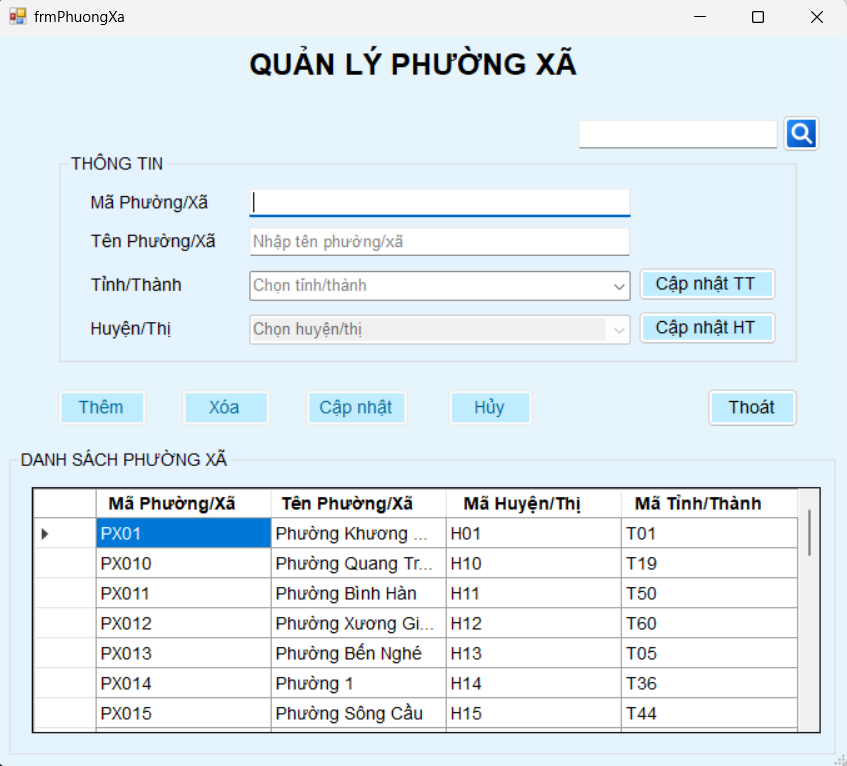 frmPhuongXa
QUẢN LÝ PHƯỜNG XÃ
THÔNG TIN
Mã Phường/Xã
Tên Phường/Xã Nhập tên phường/xã
Tỉnh/Thành Chọn tỉnh/thành Cập nhật TT
Huyện/Thị Chọn huyện/thị Cập nhật HT
Thêm Xóa Cập nhật Hủy Thoát
DANH SÁCH PHƯỜNG XÃ
Mã Phường/Xã Tên Phường/Xã Mã Huyện/Thị Mã Tỉnh/Thành
PX01 Phường Khương ... H01 T01
PX010 Phường Quang Tr... H10 T19
PX011 Phường Bình Hàn H11 T50
PX012 Phường Xương Gi... H12 T60
PX013 Phường Bến Nghé H13 T05
PX014 Phường 1 H14 T36
PX015 Phường Sông Cầu H15 T44